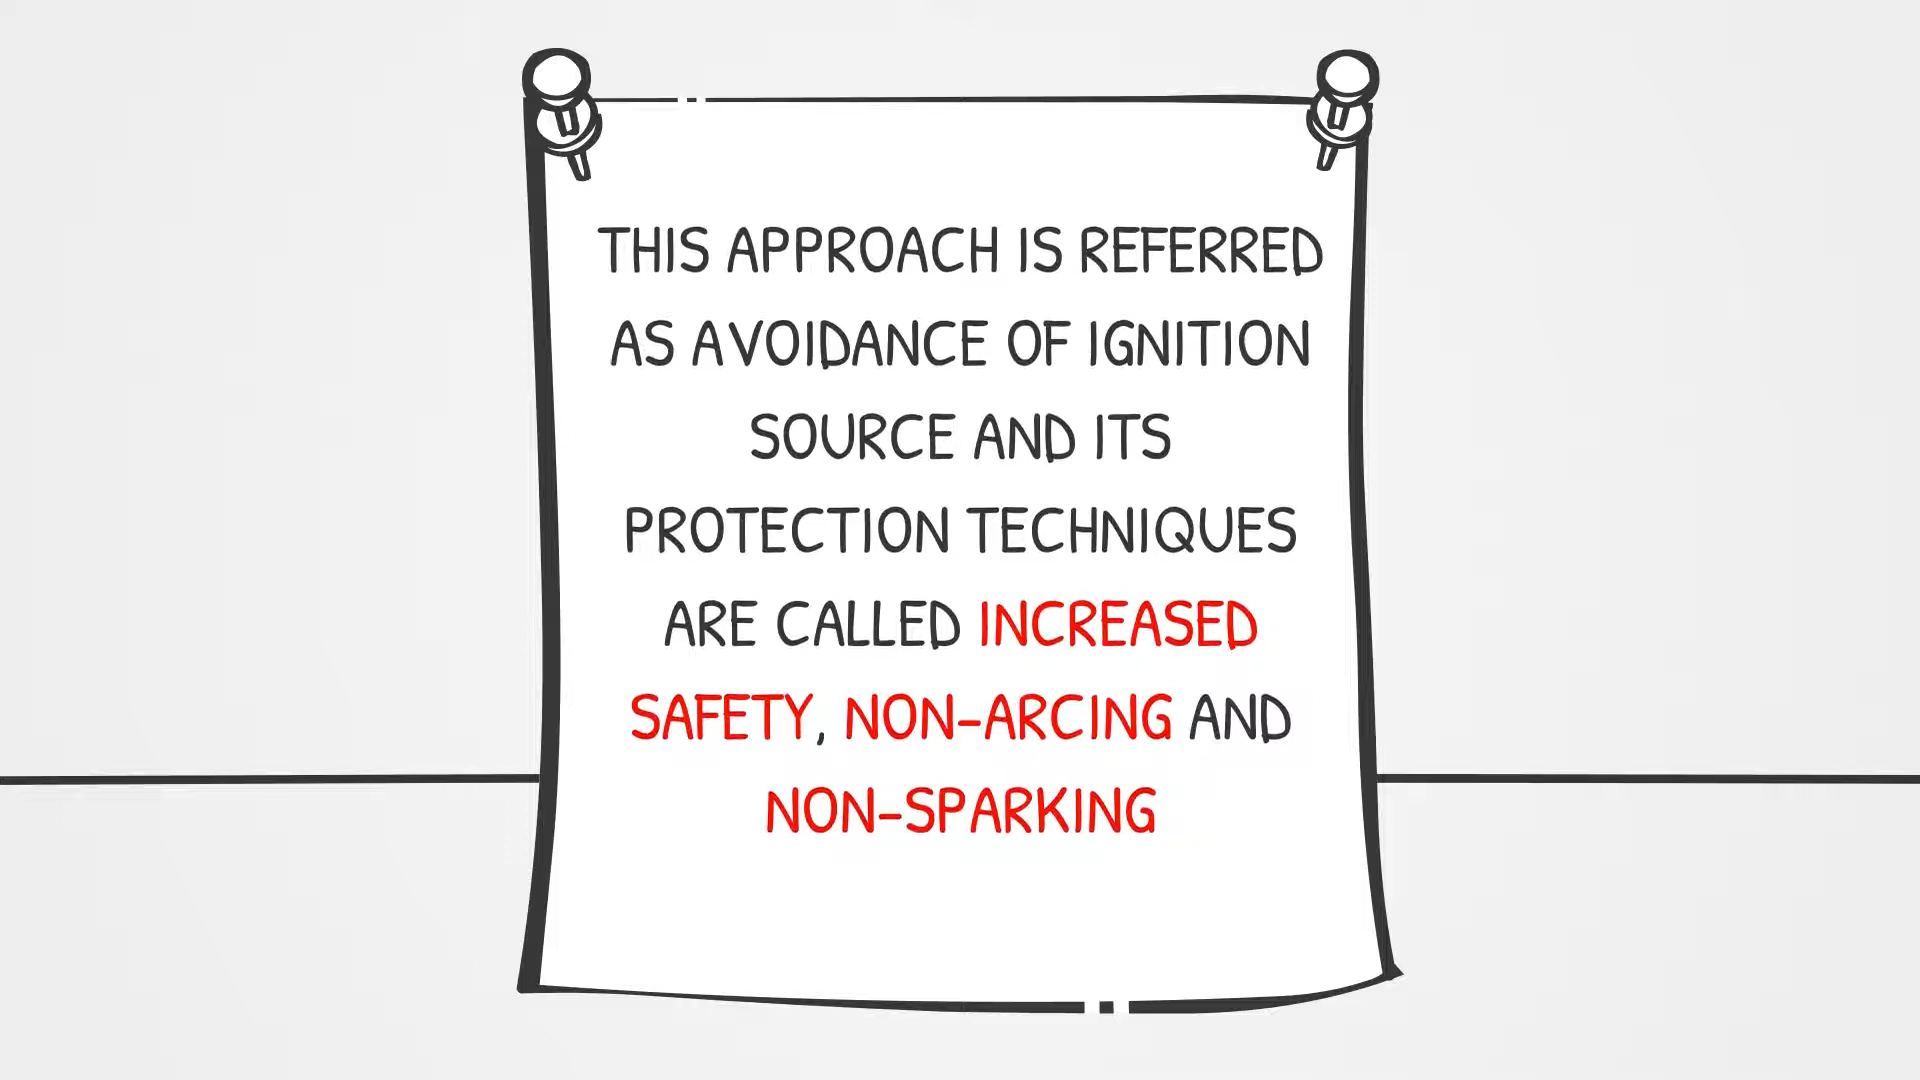 THIS APPROACH IS REFERRED
AS AVOIDANCE OF IGNITION
SOURCE AND ITS
PROTECTION TECHNIQUES
ARE CALLED INCREASED
SAFETY, NON-ARCING AND
NON-SPARKING